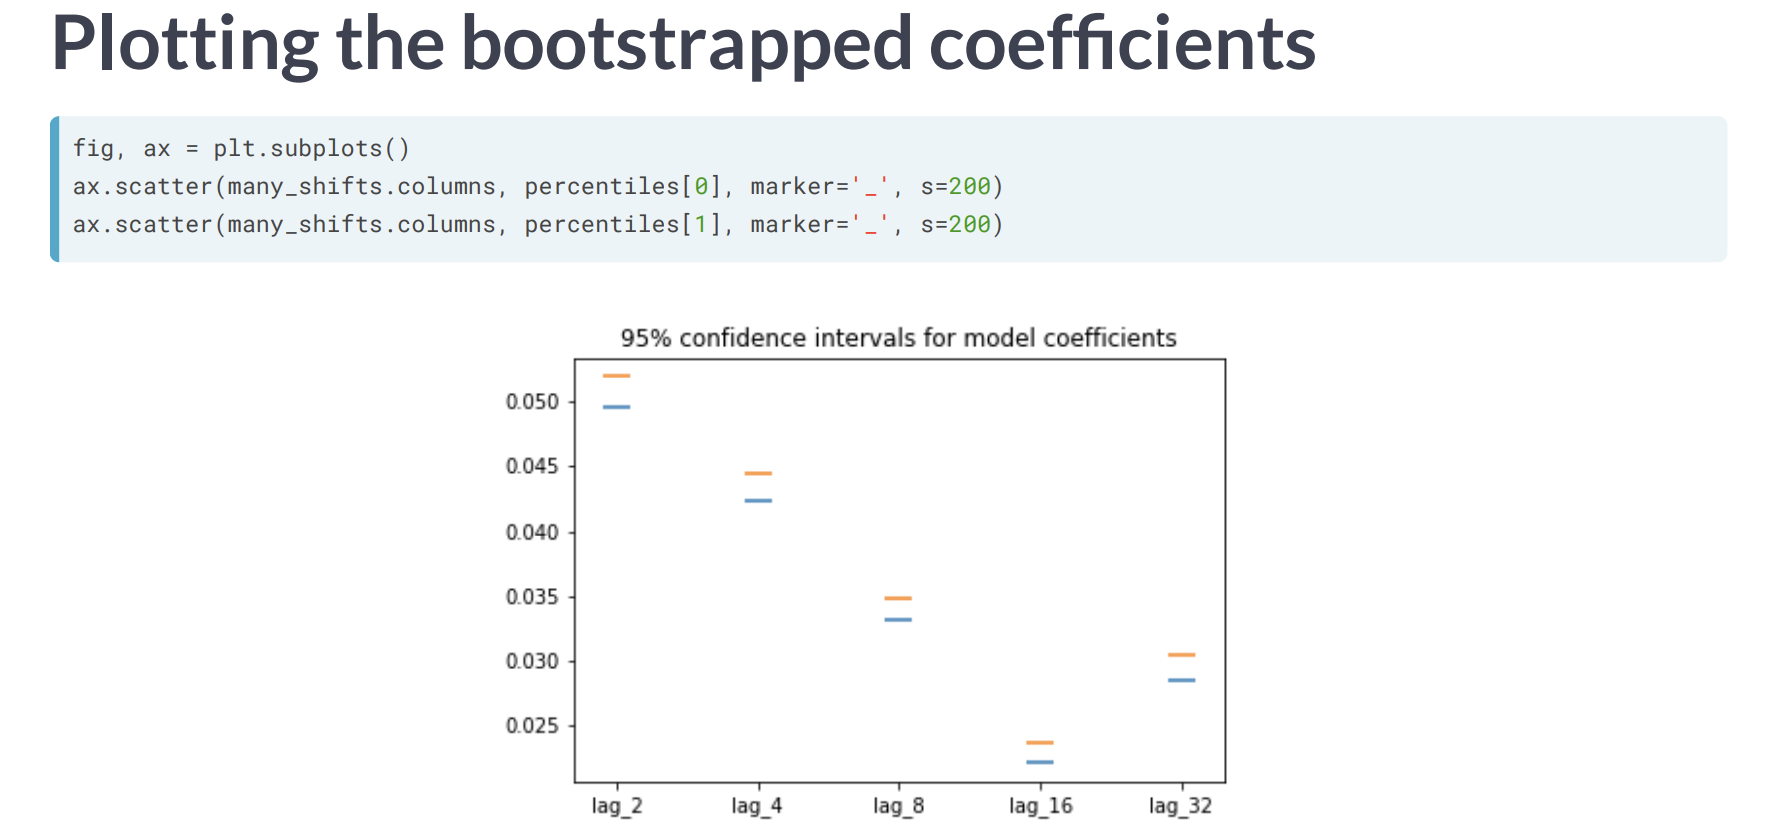 Plotting the bootstrapped coefficients
fig, ax = plt.subplots()
ax.scatter(many_shifts.columns, percentiles[0], marker='_', s=200)
ax.scatter(many_shifts.columns, percentiles[1], marker='_', s=200)
95% confidence intervals for model coefficients
0.050
0.045
0.040
0.035
0.030
0.025
lag_2 lag_4 lag_8 lag_16 lag_32